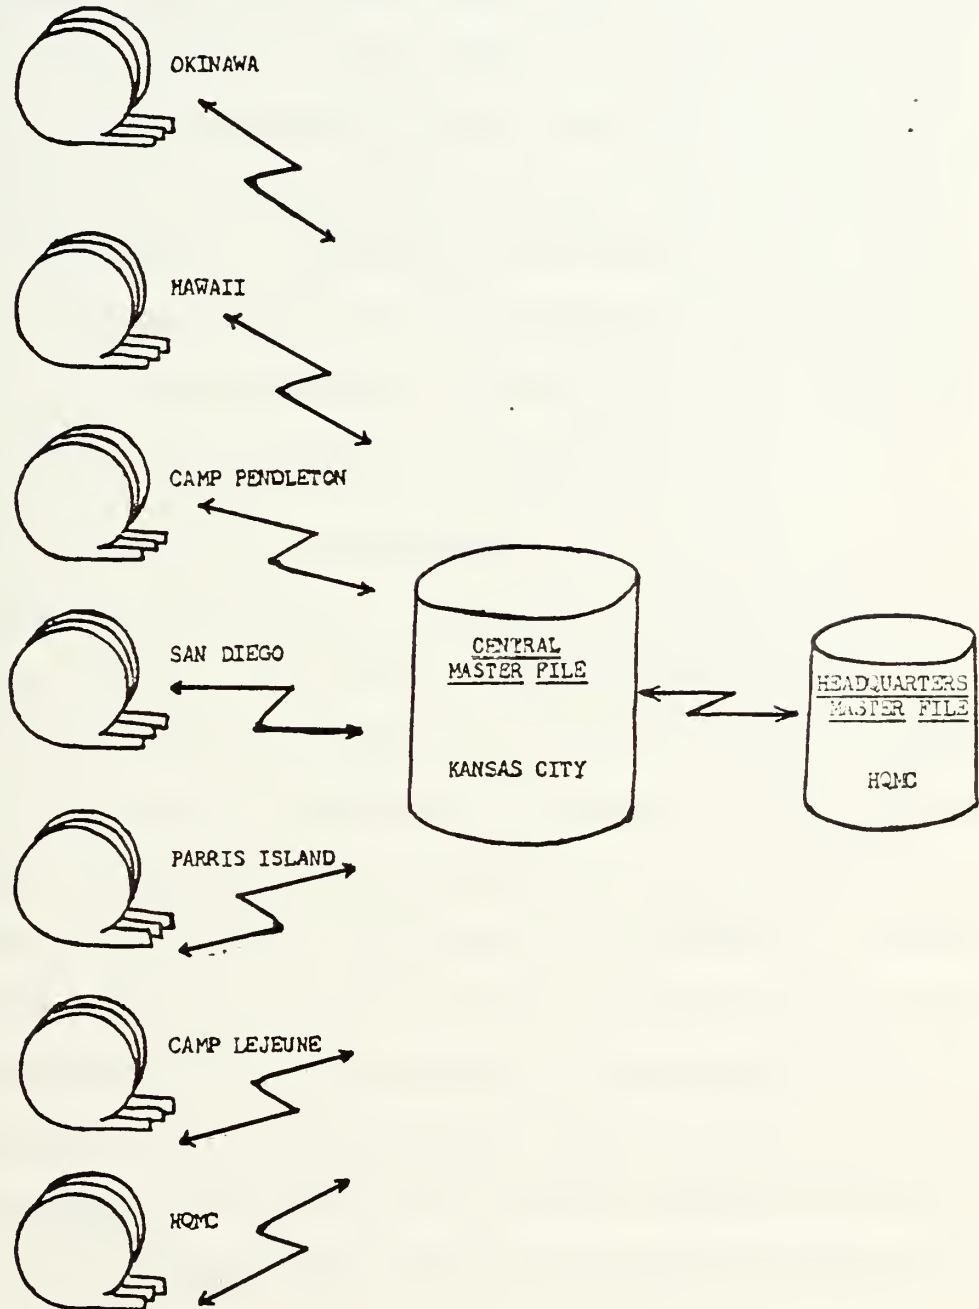 OKINAWA
HAWAII
CAMP PENDLETON
SAN DIEGO
CENTRAL
MASTER FILE
KANSAS CITY
HEADQUARTERS
MASTER FILE
HQMC
PARRIS ISLAND
CAMP LEJEUNE
HQMC